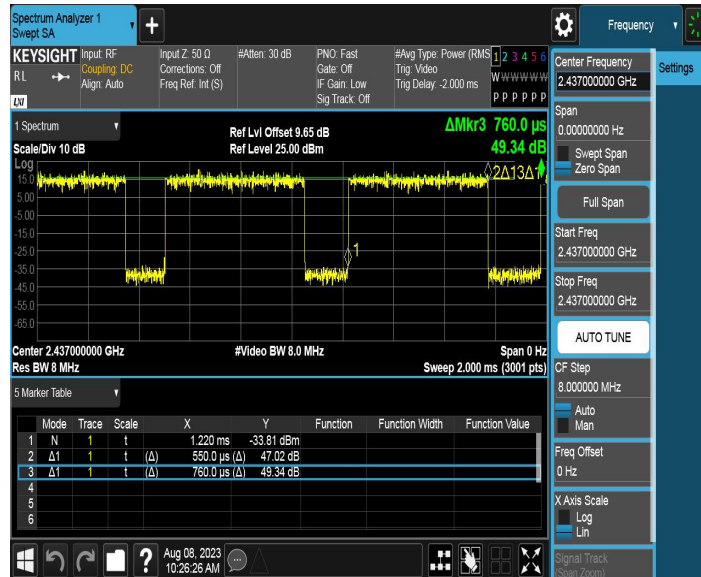 Spectrum Analyzer 1
Swept SA
+
Frequency
KEYSIGHT
RL
LXI
Input: RF
Coupling: DC
Align: Auto
Input Z: 50 Ω
Corrections: Off
Freq Ref: Int (S)
#Atten: 30 dB
PNO: Fast
Gate: Off
IF Gain: Low
Sig Track: Off
#Avg Type: Power (RMS
Trig: Video
Trig Delay: -2.000 ms
1 2 3 4 5 6
W W W W W W
P P P P P P
1 Spectrum
Scale/Div 10 dB
Ref Lvl Offset 9.65 dB
Ref Level 25.00 dBm
ΔMkr3 760.0 µs
49.34 dB
Log
15.0
5.00
-5.00
-15.0
-25.0
-35.0
-45.0
-55.0
-65.0
2Δ13Δ1
1
Center 2.437000000 GHz
#Video BW 8.0 MHz
Span 0 Hz
Res BW 8 MHz
Sweep 2.000 ms (3001 pts)
5 Marker Table
Mode Trace Scale X Y Function Function Width Function Value
1 N 1 t 1.220 ms -33.81 dBm
2 Δ1 1 t (Δ) 550.0 µs (Δ) 47.02 dB
3 Δ1 1 t (Δ) 760.0 µs (Δ) 49.34 dB
4
5
6
?
Aug 08, 2023
10:26:26 AM
Settings
Center Frequency
2.437000000 GHz
Span
0.00000000 Hz
Swept Span
Zero Span
Full Span
Start Freq
2.437000000 GHz
Stop Freq
2.437000000 GHz
AUTO TUNE
CF Step
8.000000 MHz
Auto
Man
Freq Offset
0 Hz
X Axis Scale
Log
Lin
Signal Track
(Span Zoom)